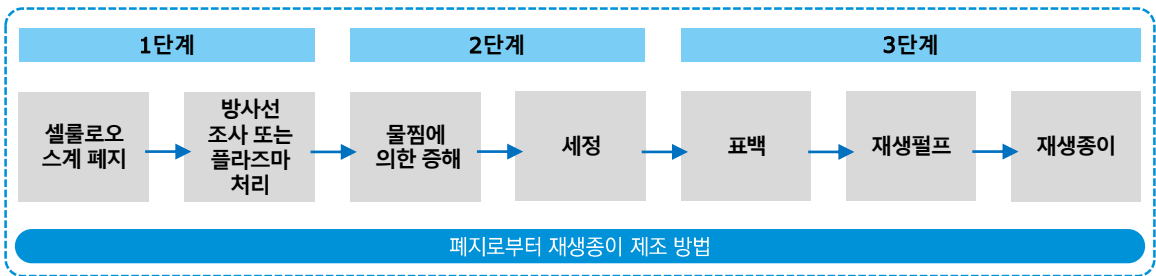 1단계
2단계
3단계
셀룰로오
스계 폐지
방사선
조사 또는
플라즈마
처리
물찜에
의한 증해
세정
표백
재생펄프
재생종이
폐지로부터 재생종이 제조 방법